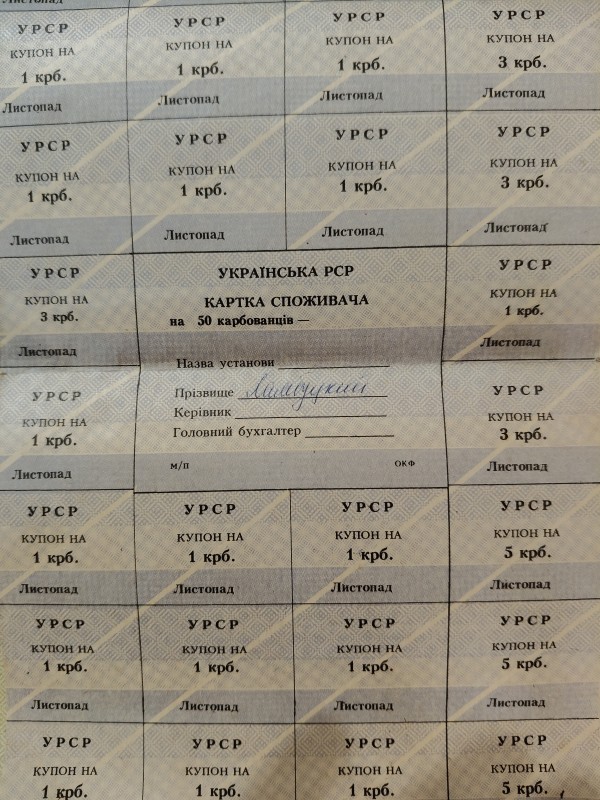 Листопад
УРСР УРСР УРСР УРСР
КУПОН НА КУПОН НА КУПОН НА КУПОН НА
1 крб. 1 крб. 1 крб. 3 крб.
Листопад Листопад Листопад Листопад
УРСР УРСР УРСР УРСР
КУПОН НА КУПОН НА КУПОН НА КУПОН НА
1 крб. 1 крб. 1 крб. 3 крб.
Листопад Листопад Листопад Листопад
УРСР
КУПОН НА
3 крб.
Листопад
УКРАЇНСЬКА РСР
КАРТКА СПОЖИВАЧА
на 50 карбованців —
Назва установи
Прізвище
Керівник
Головний бухгалтер
м/п ОКФ
УРСР
КУПОН НА
1 крб.
Листопад
УРСР
КУПОН НА
1 крб.
Листопад
УРСР
КУПОН НА
3 крб.
Листопад
УРСР УРСР УРСР УРСР
КУПОН НА КУПОН НА КУПОН НА КУПОН НА
1 крб. 1 крб. 1 крб. 5 крб.
Листопад Листопад Листопад Листопад
УРСР УРСР УРСР УРСР
КУПОН НА КУПОН НА КУПОН НА КУПОН НА
1 крб. 1 крб. 1 крб. 5 крб.
Листопад Листопад Листопад Листопад
УРСР УРСР УРСР УРСР
КУПОН НА КУПОН НА КУПОН НА КУПОН НА
1 крб. 1 крб. 1 крб. 5 крб.